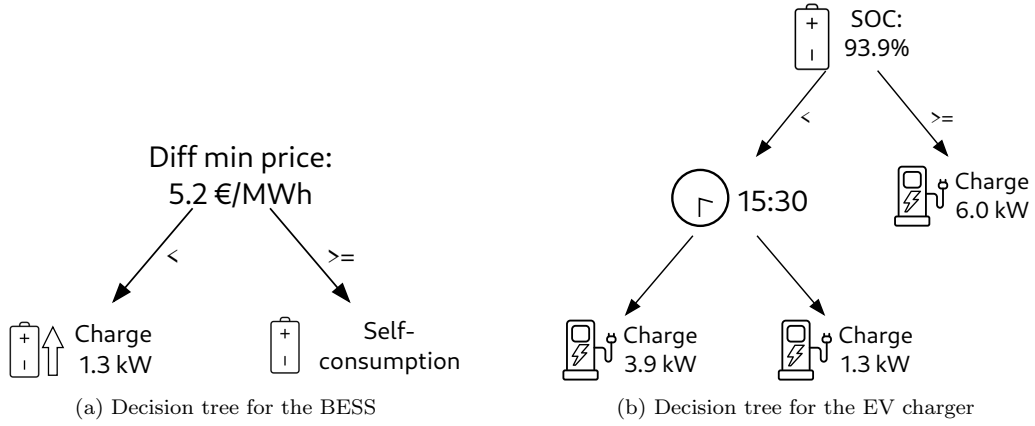 Diff min price:
5.2 €/MWh
<
>=
+
Charge
1.3 kW
+
Self-
consumption
(a) Decision tree for the BESS
+
SOC:
93.9%
<
>=
15:30
Charge
6.0 kW
Charge
3.9 kW
Charge
1.3 kW
(b) Decision tree for the EV charger